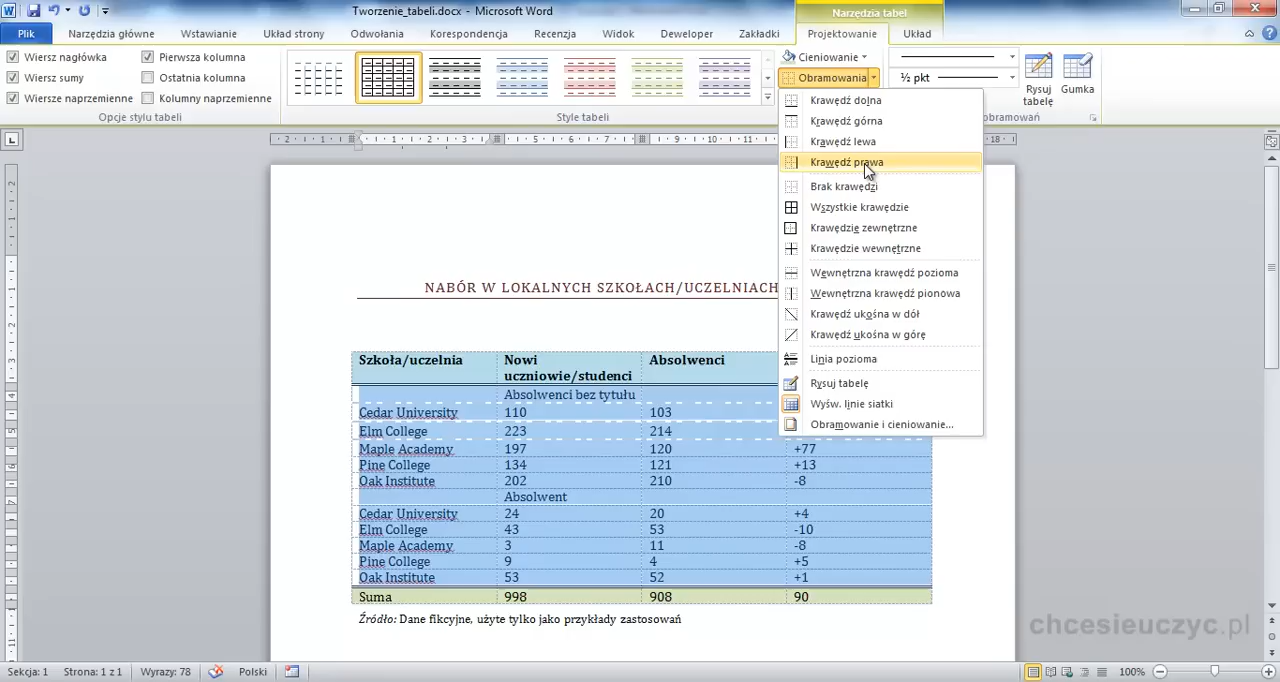 Tworzenie_tabeli.docx - Microsoft Word
Narzędzia tabel
Plik
Narzędzia główne
Wstawianie
Układ strony
Odwołania
Korespondencja
Recenzja
Widok
Deweloper
Zakładki
Projektowanie
Układ
Wiersz nagłówka
Pierwsza kolumna
Wiersz sumy
Ostatnia kolumna
Wiersze naprzemienne
Kolumny naprzemienne
Opcje stylu tabeli
Style tabeli
Cieniowanie
Obramowania
½ pkt
Rysuj
tabelę
Gumka
obramowań
Krawędź dolna
Krawędź górna
Krawędź lewa
Krawędź prawa
Brak krawędzi
Wszystkie krawędzie
Krawędzie zewnętrzne
Krawędzie wewnętrzne
Wewnętrzna krawędź pozioma
Wewnętrzna krawędź pionowa
Krawędź ukośna w dół
Krawędź ukośna w górę
Linia pozioma
Rysuj tabelę
Wyśw. linie siatki
Obramowanie i cieniowanie...
NABÓR W LOKALNYCH SZKOŁACH/UCZELNIACH
Szkoła/uczelnia Nowi Absolwenci
uczniowie/studenci
Absolwenci bez tytułu
Cedar University 110 103
Elm College 223 214
Maple Academy 197 120 +77
Pine College 134 121 +13
Oak Institute 202 210 -8
Absolwent
Cedar University 24 20 +4
Elm College 43 53 -10
Maple Academy 3 11 -8
Pine College 9 4 +5
Oak Institute 53 52 +1
Suma 998 908 90
Źródło: Dane fikcyjne, użyte tylko jako przykłady zastosowań
chcesieuczyc.pl
Sekcja: 1 Strona: 1 z 1 Wyrazy: 78 Polski 100%